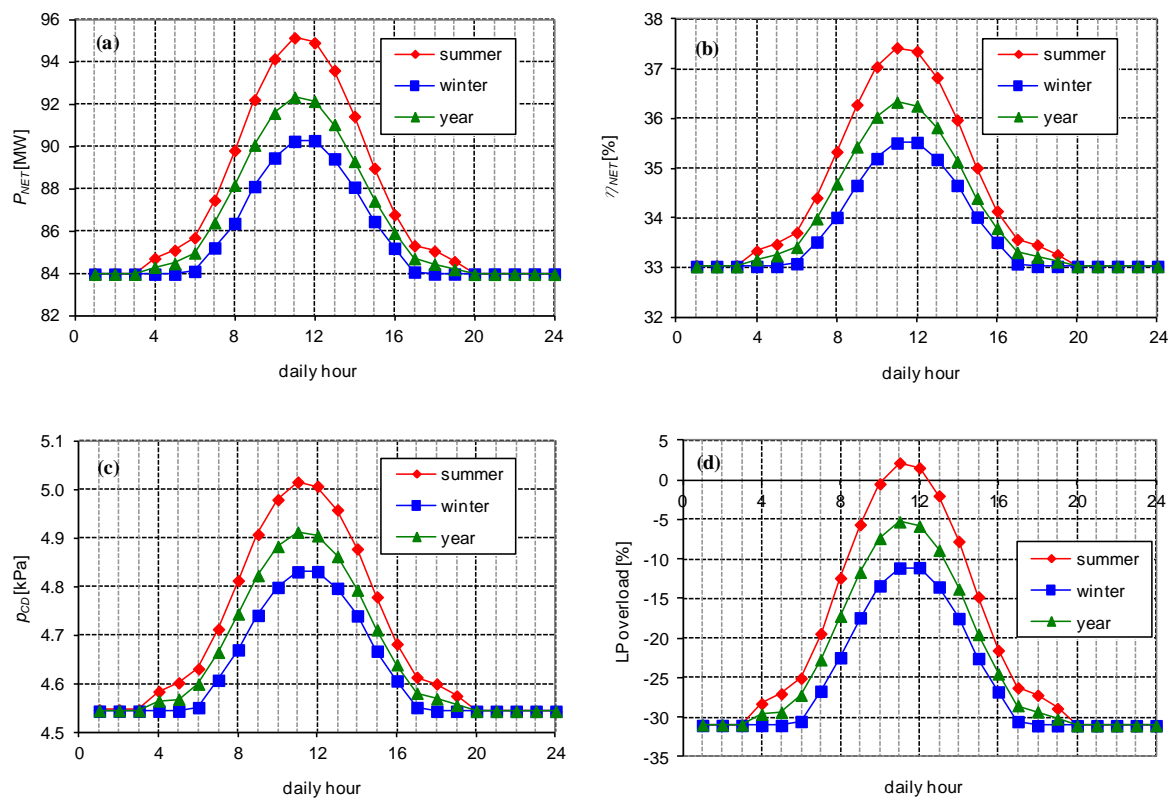 (a)
P_NET [MW]
96
94
92
90
88
86
84
82
summer
winter
year
0 4 8 12 16 20 24
daily hour
(b)
η_NET [%]
38
37
36
35
34
33
32
summer
winter
year
0 4 8 12 16 20 24
daily hour
(c)
p_CD [kPa]
5.1
5.0
4.9
4.8
4.7
4.6
4.5
summer
winter
year
0 4 8 12 16 20 24
daily hour
(d)
LP overload [%]
5
0
-5
-10
-15
-20
-25
-30
-35
0 4 8 12 16 20 24
summer
winter
year
daily hour